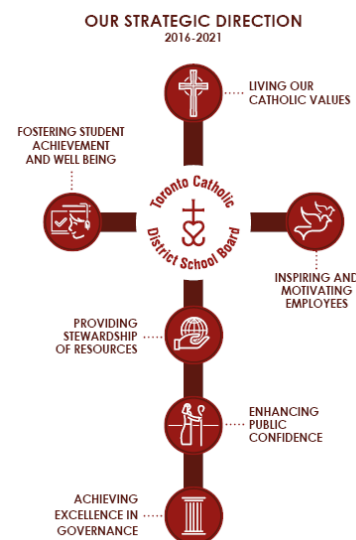 OUR STRATEGIC DIRECTION
2016-2021
LIVING OUR
CATHOLIC VALUES
FOSTERING STUDENT
ACHIEVEMENT
AND WELL BEING
Toronto Catholic
District School Board
INSPIRING AND
MOTIVATING
EMPLOYEES
PROVIDING
STEWARDSHIP
OF RESOURCES
ENHANCING
PUBLIC
CONFIDENCE
ACHIEVING
EXCELLENCE IN
GOVERNANCE